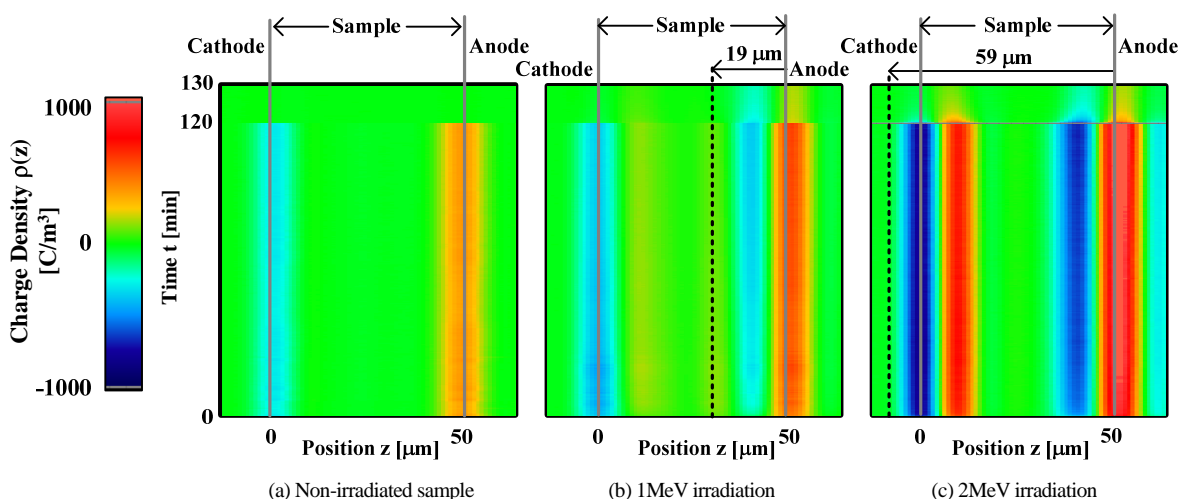 Sample
Sample
Sample
Cathode
Anode
Cathode
19 μm
Anode
Cathode
59 μm
Anode
Charge Density ρ(z)
[C/m³]
1000
0
-1000
Time t [min]
130
120
0
0
Position z [μm]
50
0
Position z [μm]
50
0
Position z [μm]
50
(a) Non-irradiated sample
(b) 1MeV irradiation
(c) 2MeV irradiation